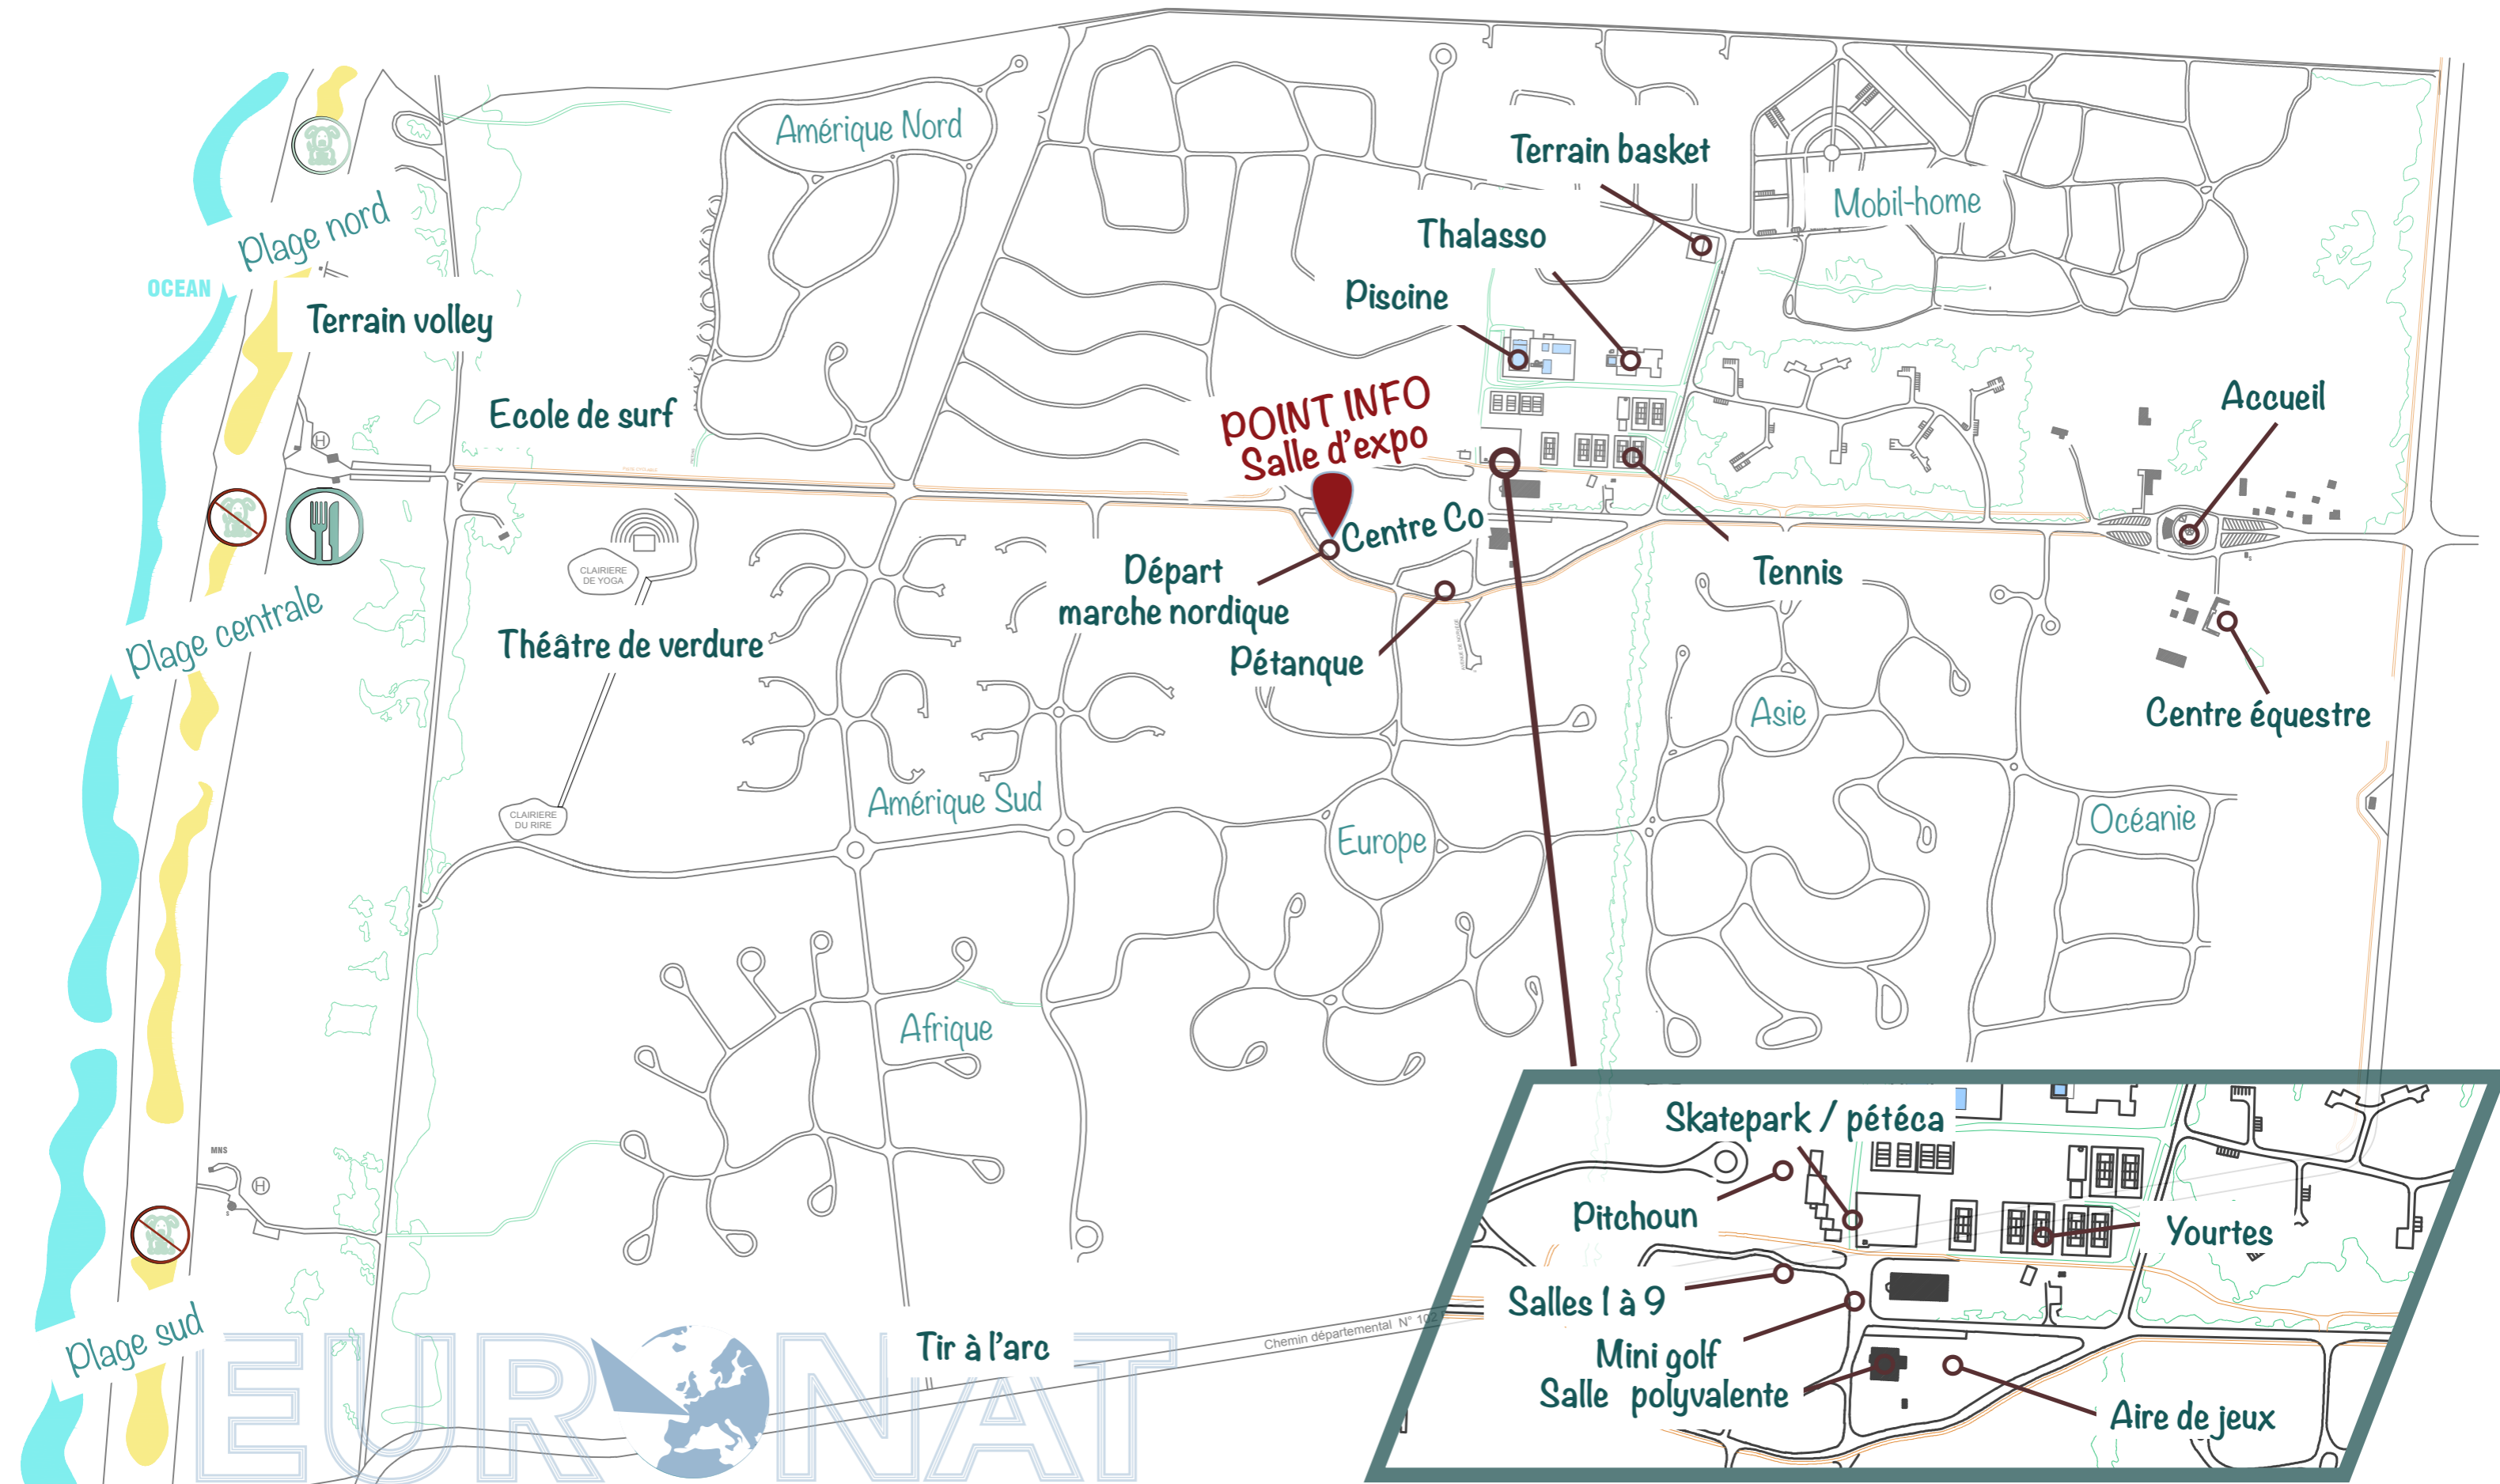 Amérique Nord
Terrain basket
Mobil-home
Plage nord
Thalasso
OCEAN
Piscine
Terrain volley
Accueil
Ecole de surf
POINT INFO
Salle d'expo
Centre Co
CLAIRIERE
DE YOGA
Départ
marche nordique
Tennis
Théâtre de verdure
Plage centrale
Pétanque
Asie
Centre équestre
Amérique Sud
CLAIRIERE
DU RIRE
Europe
Océanie
Afrique
MNS
H
H
Skatepark / pétéca
Pitchoun
Yourtes
Salles 1 à 9
Mini golf
Salle polyvalente
Aire de jeux
Plage sud
Tir à l'arc
Chemin départemental N° 102
EURONAT